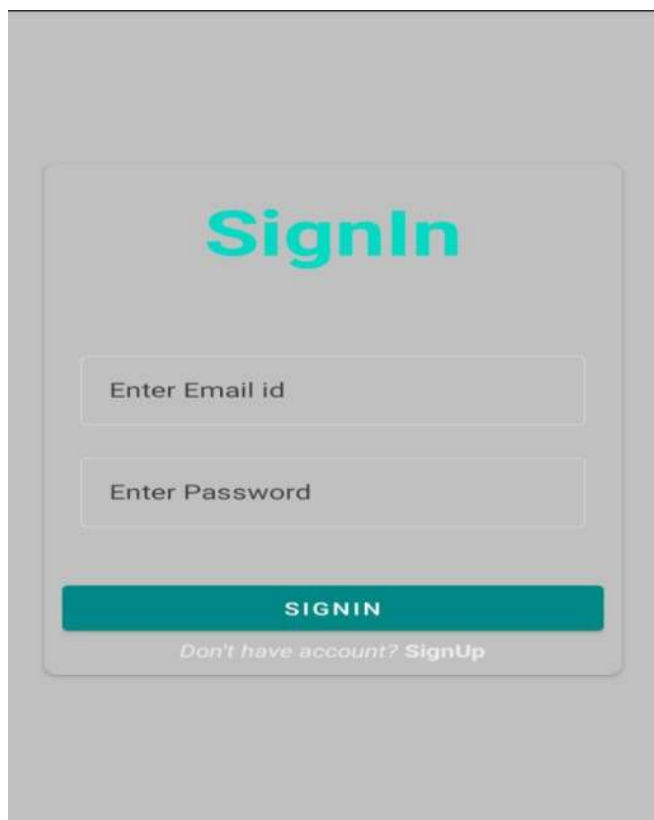 SignIn
Enter Email id
Enter Password
SIGNIN
Don't have account? SignUp